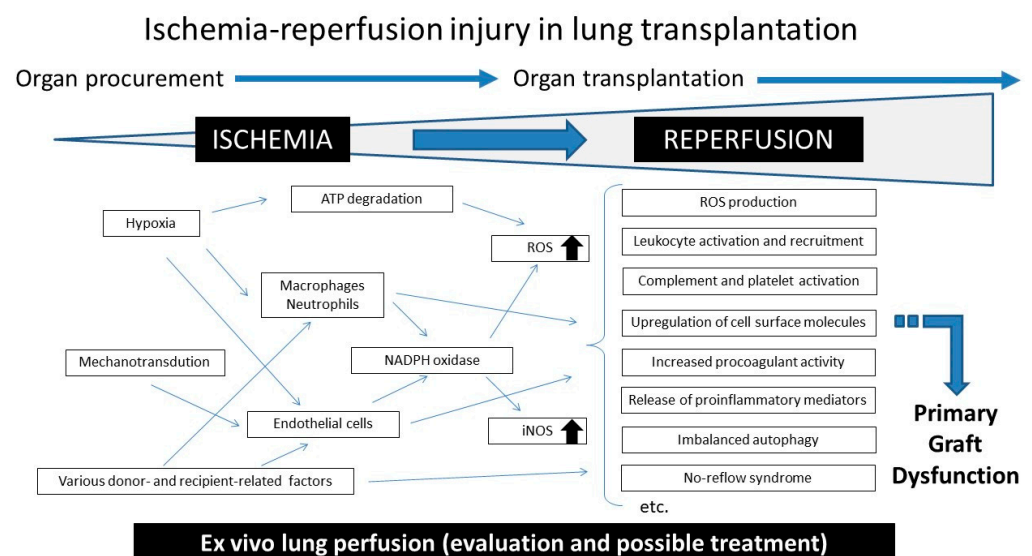 Ischemia-reperfusion injury in lung transplantation
Organ procurement
Organ transplantation
ISCHEMIA
REPERFUSION
ATP degradation
Hypoxia
ROS
Macrophages
Neutrophils
Mechanotransdution
NADPH oxidase
Endothelial cells
iNOS
Various donor- and recipient-related factors
ROS production
Leukocyte activation and recruitment
Complement and platelet activation
Upregulation of cell surface molecules
Increased procoagulant activity
Release of proinflammatory mediators
Imbalanced autophagy
No-reflow syndrome
etc.
Primary
Graft
Dysfunction
Ex vivo lung perfusion (evaluation and possible treatment)